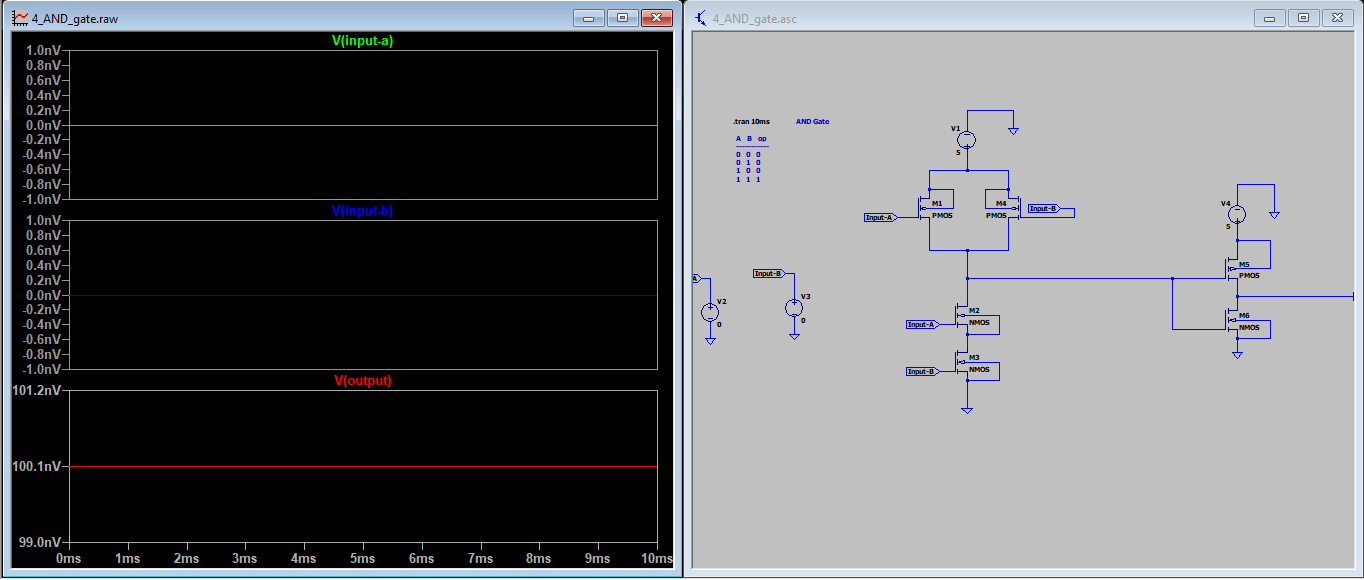 4_AND_gate.raw
V(input-a)
1.0nV
0.8nV
0.6nV
0.4nV
0.2nV
0.0nV
-0.2nV
-0.4nV
-0.6nV
-0.8nV
-1.0nV
V(input-b)
1.0nV
0.8nV
0.6nV
0.4nV
0.2nV
0.0nV
-0.2nV
-0.4nV
-0.6nV
-0.8nV
-1.0nV
V(output)
101.2nV
100.1nV
99.0nV
0ms 1ms 2ms 3ms 4ms 5ms 6ms 7ms 8ms 9ms 10ms
4_AND_gate.asc
.tran 10ms AND Gate
A B op
-----------
0 0 0
0 1 0
1 0 0
1 1 1
V1
5
M1
PMOS
Input-A
M4
PMOS
Input-B
V4
5
M5
PMOS
A
V2
0
Input-B
V3
0
M2
NMOS
Input-A
M3
NMOS
Input-B
M6
NMOS